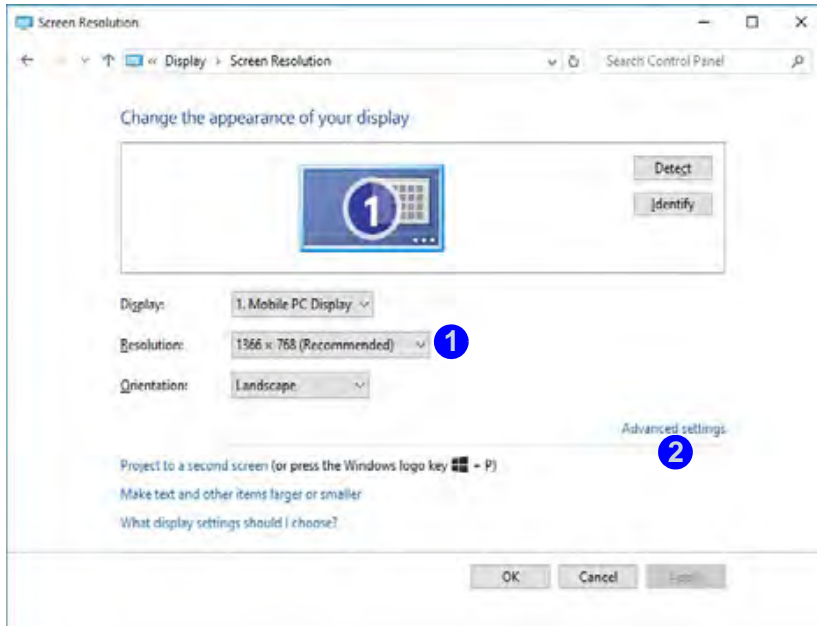 Screen Resolution
« Display › Screen Resolution
Search Control Panel
Change the appearance of your display
1
Detect
Identify
Display: 1. Mobile PC Display
Resolution: 1366 × 768 (Recommended) 1
Orientation: Landscape
Advanced settings
2
Project to a second screen (or press the Windows logo key + P)
Make text and other items larger or smaller
What display settings should I choose?
OK Cancel